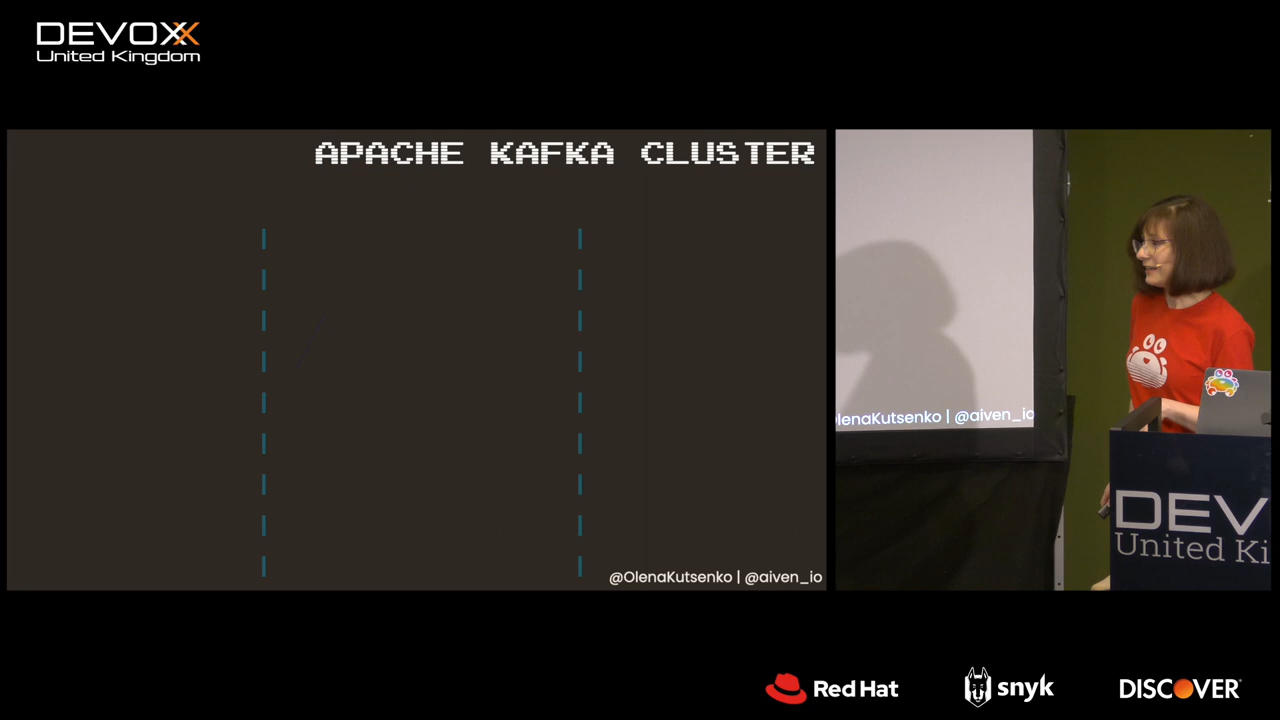 DEVOXX
United Kingdom
APACHE KAFKA CLUSTER
@OlenaKutsenko | @aiven_io
lenaKutsenko | @aiven_io
DEV
United Ki
Red Hat
snyk
DISCOVER